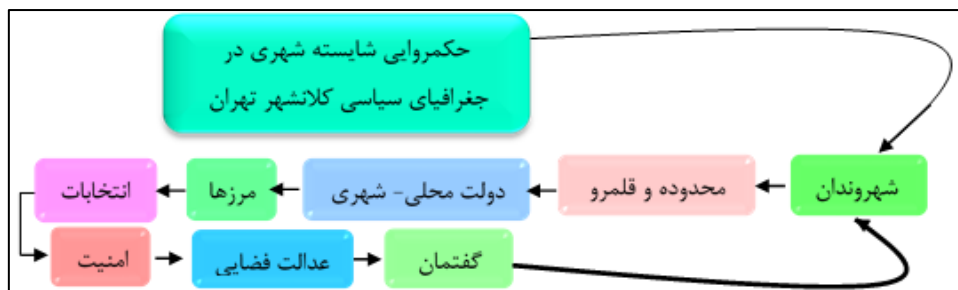 حکمروایی شایسته شهری در
جغرافیای سیاسی کلانشهر تهران
شهروندان
محدوده و قلمرو
دولت محلی- شهری
مرزها
انتخابات
امنیت
عدالت فضایی
گفتمان